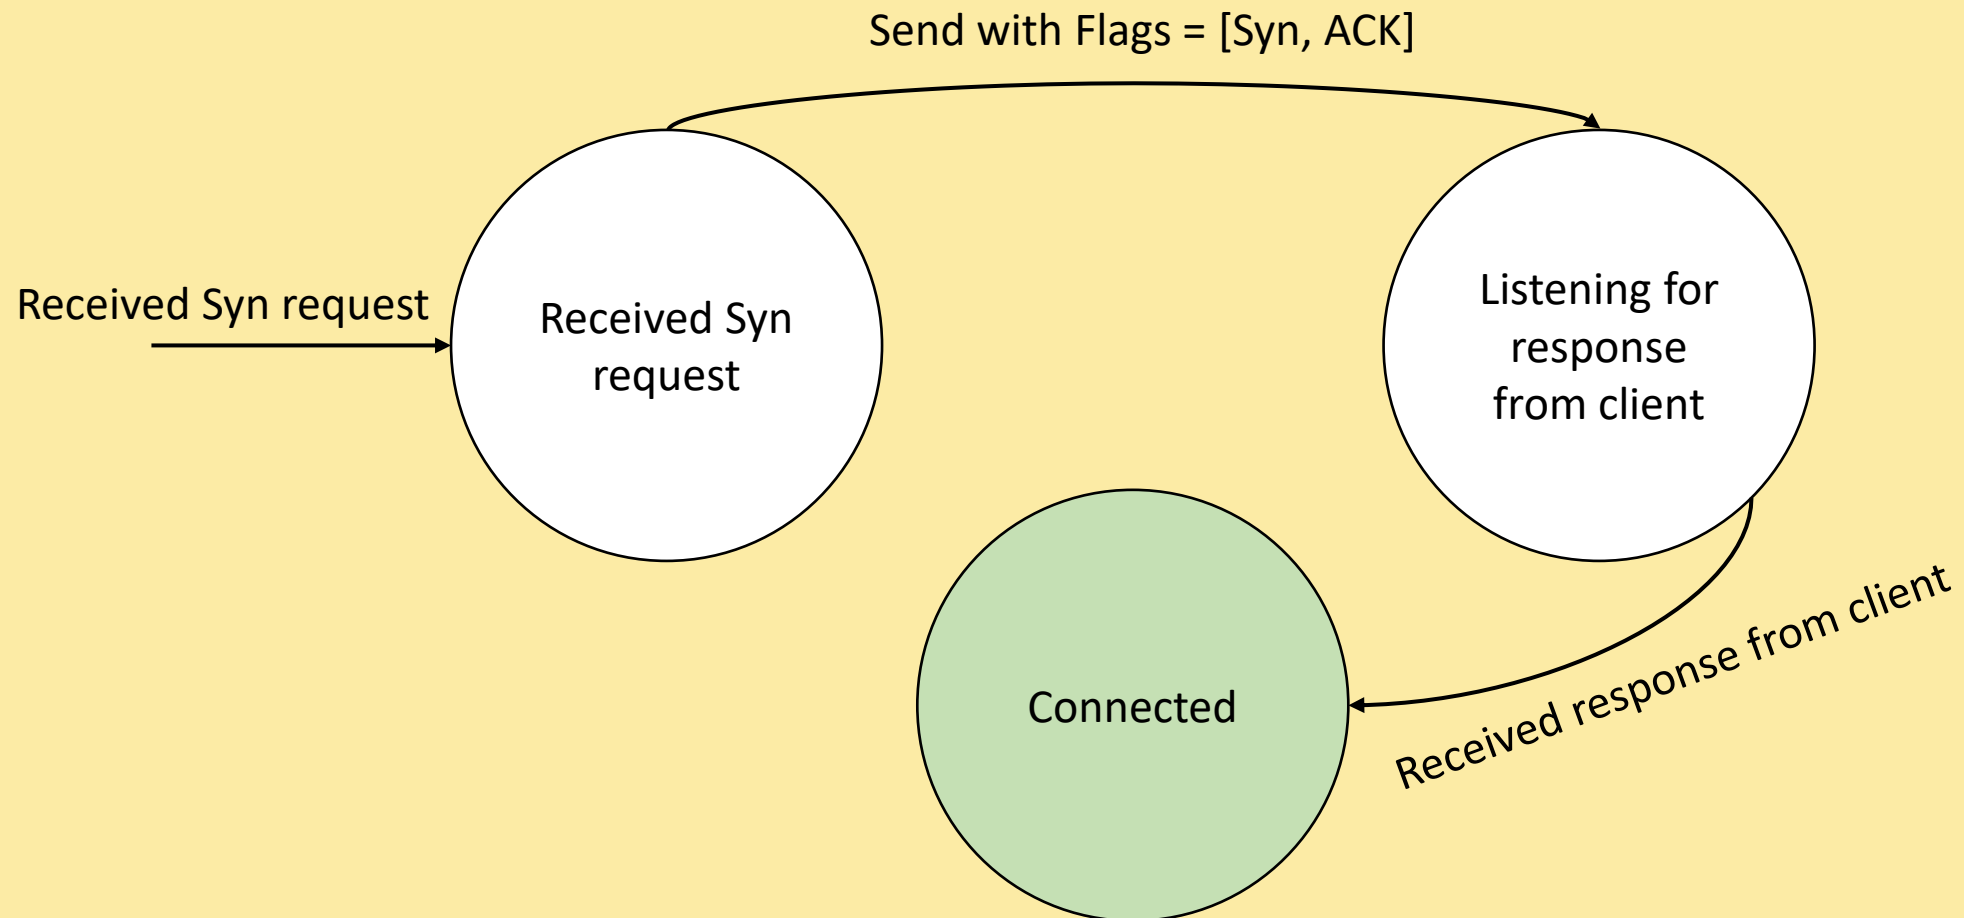 Send with Flags = [Syn, ACK]
Received Syn request
Received Syn
request
Listening for
response
from client
Connected
Received response from client